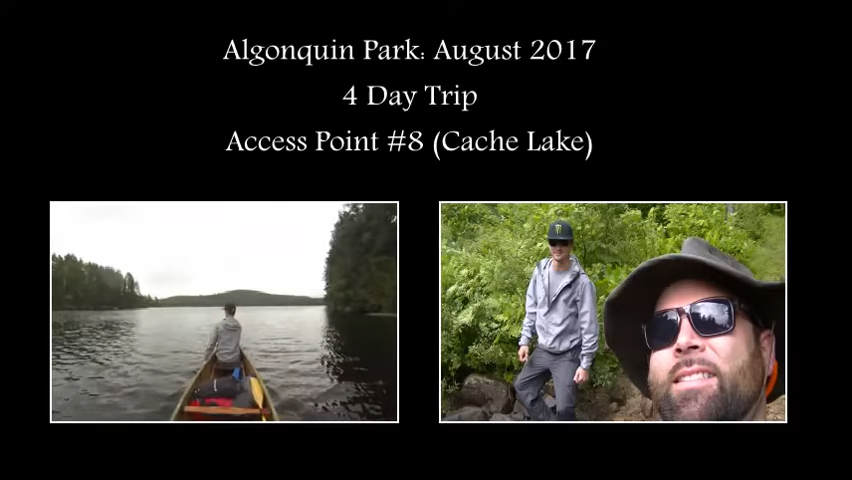 Algonquin Park: August 2017
4 Day Trip
Access Point #8 (Cache Lake)